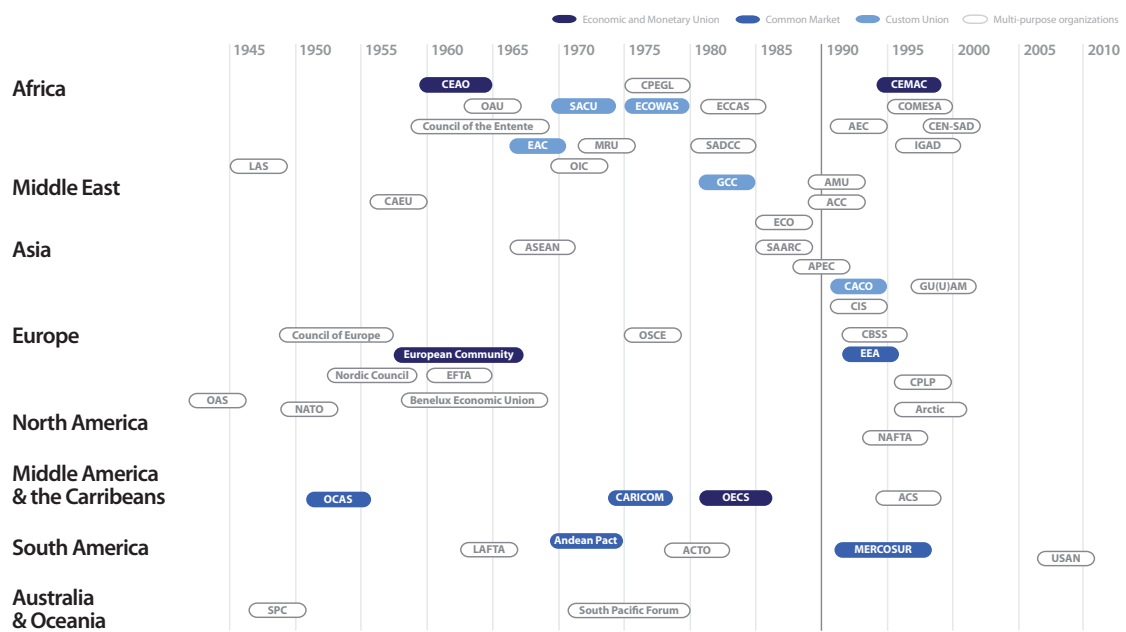 Economic and Monetary Union Common Market Custom Union Multi-purpose organizations
1945 1950 1955 1960 1965 1970 1975 1980 1985 1990 1995 2000 2005 2010
Africa
CEAO CPEGL CEMAC
OAU SACU ECOWAS ECCAS COMESA
Council of the Entente AEC CEN-SAD
EAC MRU SADCC IGAD
LAS OIC
Middle East
GCC AMU
CAEU ACC
ECO
Asia
ASEAN SAARC
APEC
CACO GU(U)AM
CIS
Europe
Council of Europe OSCE CBSS
European Community EEA
Nordic Council EFTA
CPLP
OAS Benelux Economic Union
NATO Arctic
North America
NAFTA
Middle America
& the Carribeans
OCAS CARICOM OECS ACS
South America
Andean Pact
LAFTA ACTO MERCOSUR
USAN
Australia
& Oceania
SPC South Pacific Forum